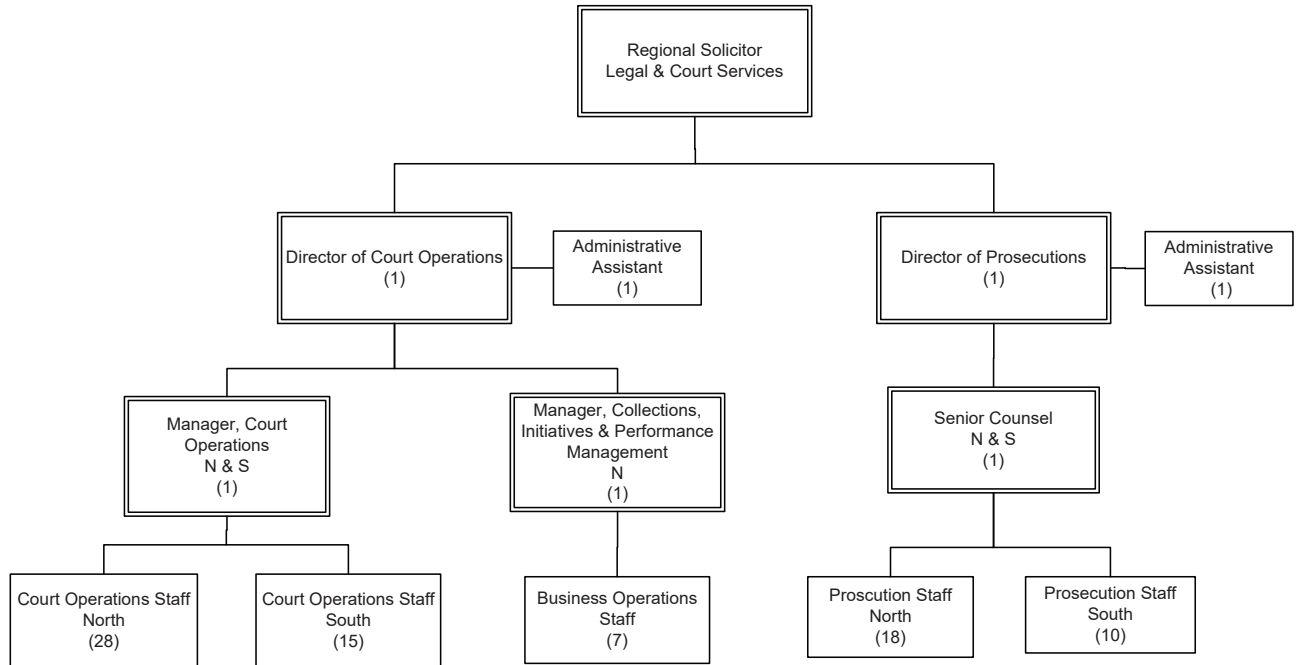 Regional Solicitor
Legal & Court Services
Director of Court Operations
(1)
Administrative
Assistant
(1)
Director of Prosecutions
(1)
Administrative
Assistant
(1)
Manager, Court
Operations
N & S
(1)
Manager, Collections,
Initiatives & Performance
Management
N
(1)
Senior Counsel
N & S
(1)
Court Operations Staff
North
(28)
Court Operations Staff
South
(15)
Business Operations
Staff
(7)
Proscution Staff
North
(18)
Prosecution Staff
South
(10)